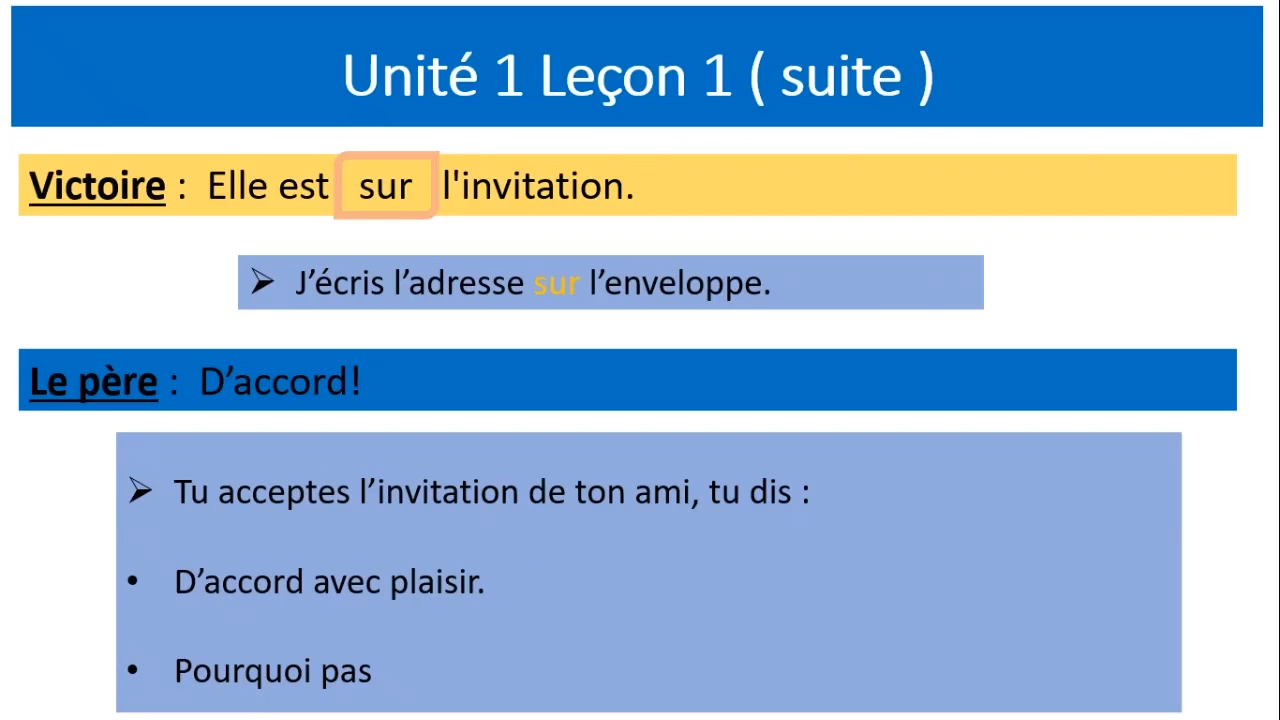 Unité 1 Leçon 1 ( suite )
Victoire : Elle est sur l'invitation.
➢ J’écris l’adresse sur l’enveloppe.
Le père : D’accord!
➢ Tu acceptes l’invitation de ton ami, tu dis :
• D’accord avec plaisir.
• Pourquoi pas